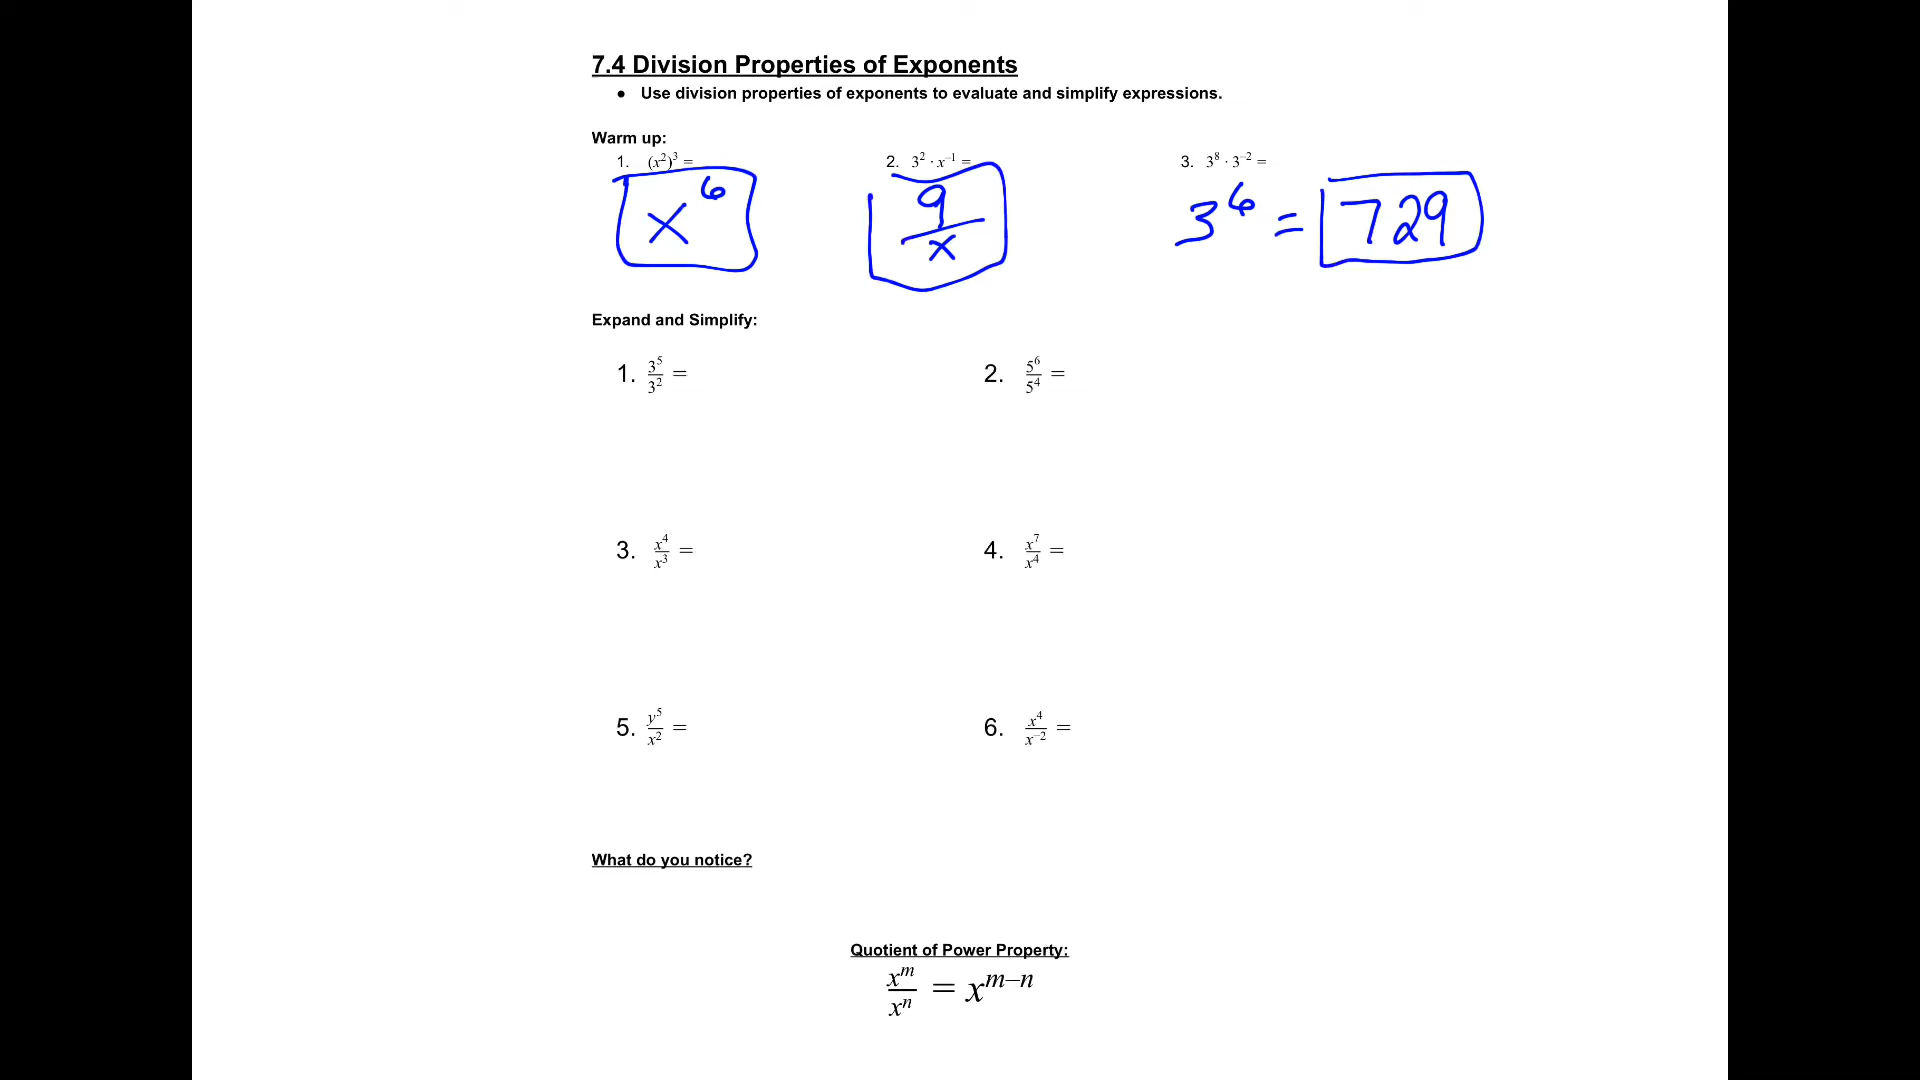 7.4 Division Properties of Exponents
● Use division properties of exponents to evaluate and simplify expressions.
Warm up:
1. (x²)³ = 2. 3² · x⁻¹ = 3. 3⁸ · 3⁻² =
x⁶ 9/x 3⁶ = 729
Expand and Simplify:
1. 3⁵/3² = 2. 5⁶/5⁴ =
3. x⁴/x³ = 4. x⁷/x⁴ =
5. y⁵/x² = 6. x⁴/x⁻² =
What do you notice?
Quotient of Power Property:
xᵐ/xⁿ = xᵐ⁻ⁿ